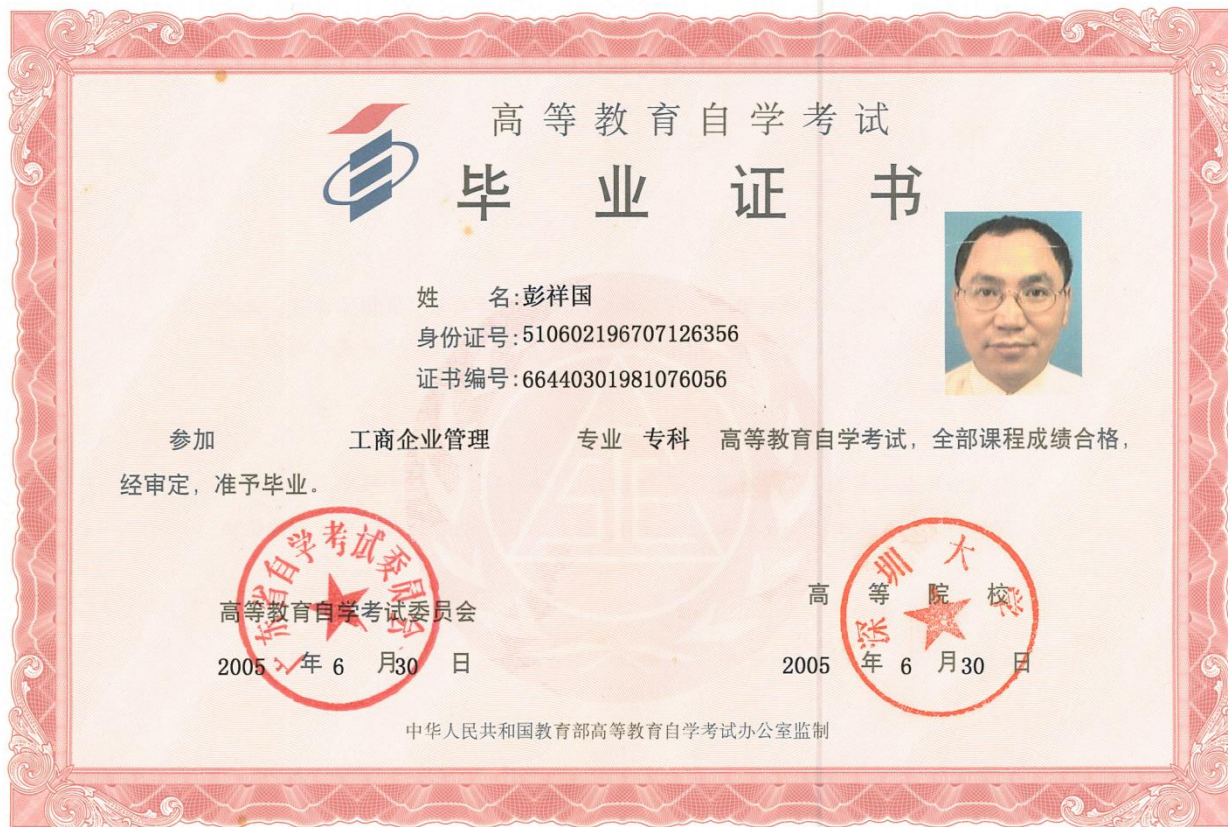 高等教育自学考试
毕业证书
姓 名:彭祥国
身份证号:510602196707126356
证书编号:66440301981076056
参加 工商企业管理 专业 专科 高等教育自学考试，全部课程成绩合格，
经审定，准予毕业。
广东省自学考试委员会
高等教育自学考试委员会
2005 年 6 月 30 日
深圳大学
高等院校
2005 年 6 月 30 日
中华人民共和国教育部高等教育自学考试办公室监制